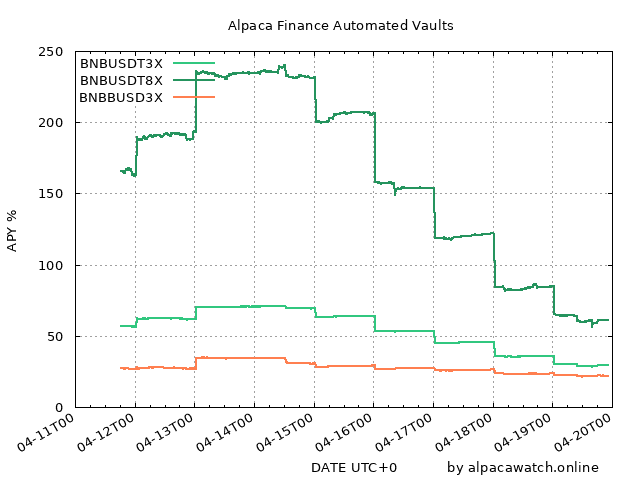 Alpaca Finance Automated Vaults
250
200
150
100
50
0
APY %
BNBUSDT3X
BNBUSDT8X
BNBBUSD3X
04-11T00
04-12T00
04-13T00
04-14T00
04-15T00
04-16T00
04-17T00
04-18T00
04-19T00
04-20T00
DATE UTC+0
by alpacawatch.online